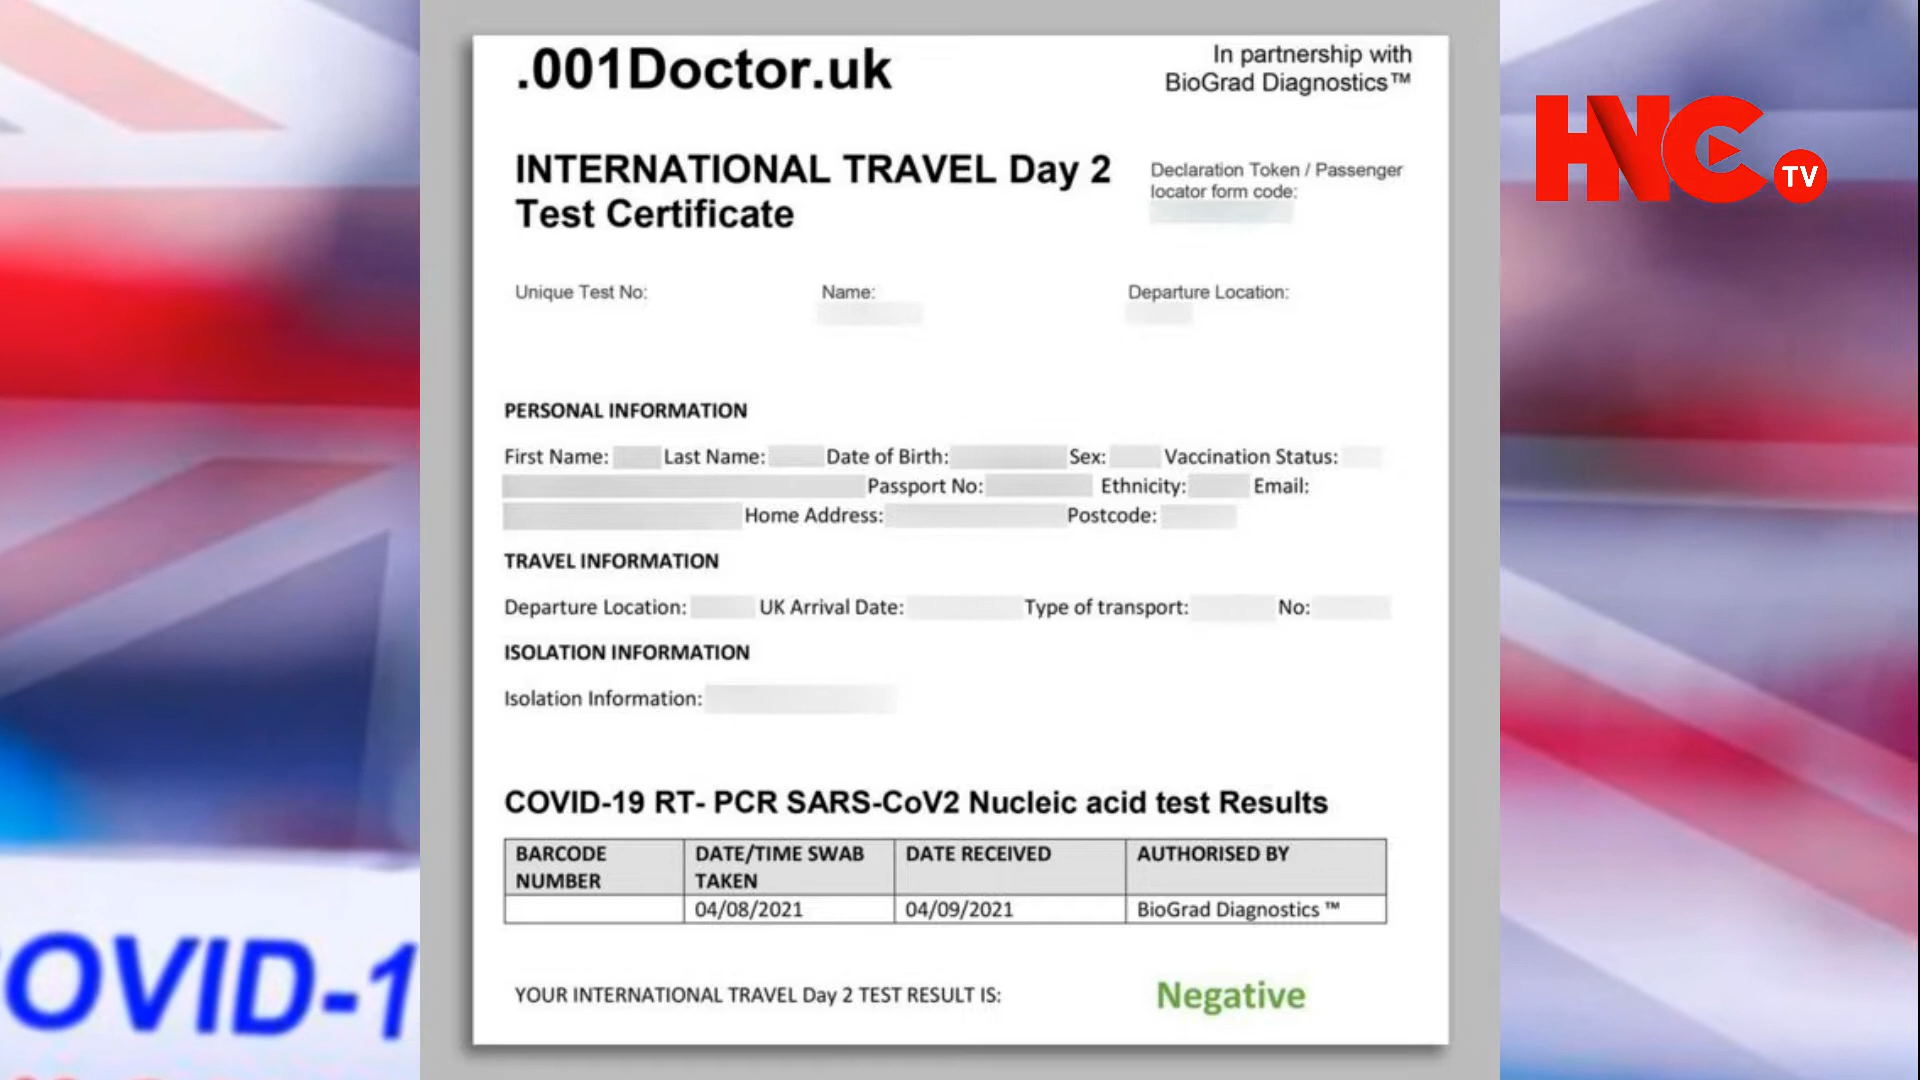 .001Doctor.uk
In partnership with
BioGrad Diagnostics™
HNC TV
INTERNATIONAL TRAVEL Day 2
Test Certificate
Declaration Token / Passenger
locator form code:
Unique Test No:
Name:
Departure Location:
PERSONAL INFORMATION
First Name: Last Name: Date of Birth: Sex: Vaccination Status:
Passport No: Ethnicity: Email:
Home Address: Postcode:
TRAVEL INFORMATION
Departure Location: UK Arrival Date: Type of transport: No:
ISOLATION INFORMATION
Isolation Information:
COVID-19 RT- PCR SARS-CoV2 Nucleic acid test Results
BARCODE NUMBER
DATE/TIME SWAB TAKEN
DATE RECEIVED
AUTHORISED BY
04/08/2021
04/09/2021
BioGrad Diagnostics ™
YOUR INTERNATIONAL TRAVEL Day 2 TEST RESULT IS:
Negative
OVID-1